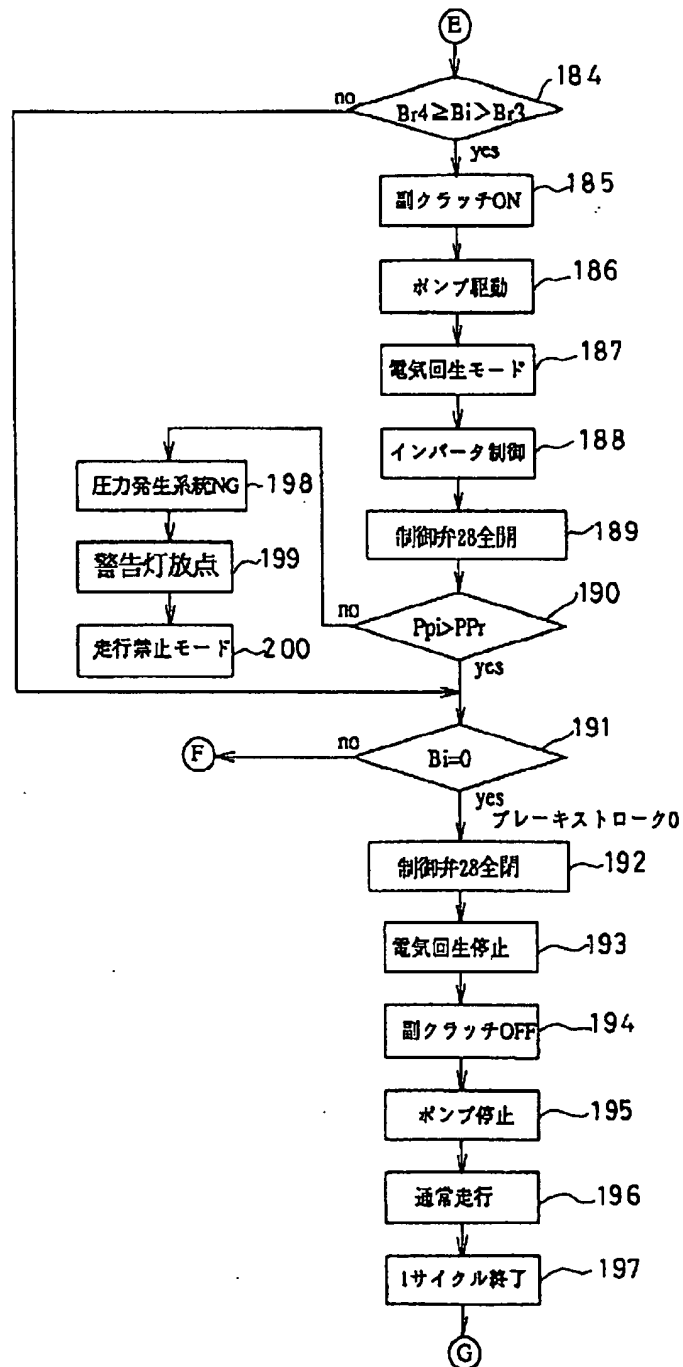 E
184
no
Br4≧Bi>Br3
yes
副クラッチON
185
ポンプ駆動
186
電気回生モード
187
インバータ制御
188
圧力発生系統NG
198
制御弁28全開
189
警告灯放点
199
no
Ppi>PPr
190
走行禁止モード
200
yes
F
no
Bi=0
191
yes
ブレーキストローク0
制御弁28全閉
192
電気回生停止
193
副クラッチOFF
194
ポンプ停止
195
通常走行
196
1サイクル終了
197
G